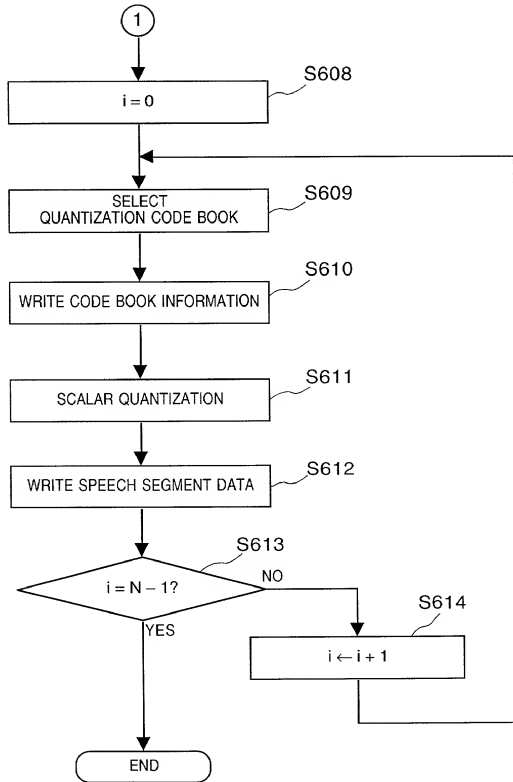 1
i = 0
S608
SELECT
QUANTIZATION CODE BOOK
S609
WRITE CODE BOOK INFORMATION
S610
SCALAR QUANTIZATION
S611
WRITE SPEECH SEGMENT DATA
S612
i = N – 1?
S613
NO
YES
i ← i + 1
S614
END